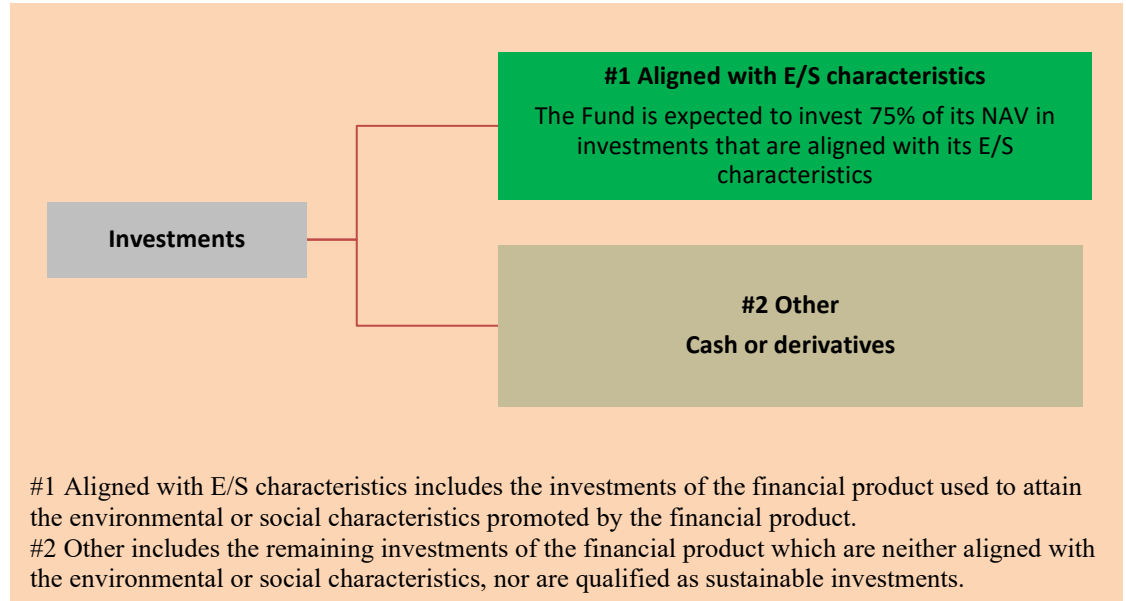 #1 Aligned with E/S characteristics
The Fund is expected to invest 75% of its NAV in
investments that are aligned with its E/S
characteristics
Investments
#2 Other
Cash or derivatives
#1 Aligned with E/S characteristics includes the investments of the financial product used to attain
the environmental or social characteristics promoted by the financial product.
#2 Other includes the remaining investments of the financial product which are neither aligned with
the environmental or social characteristics, nor are qualified as sustainable investments.